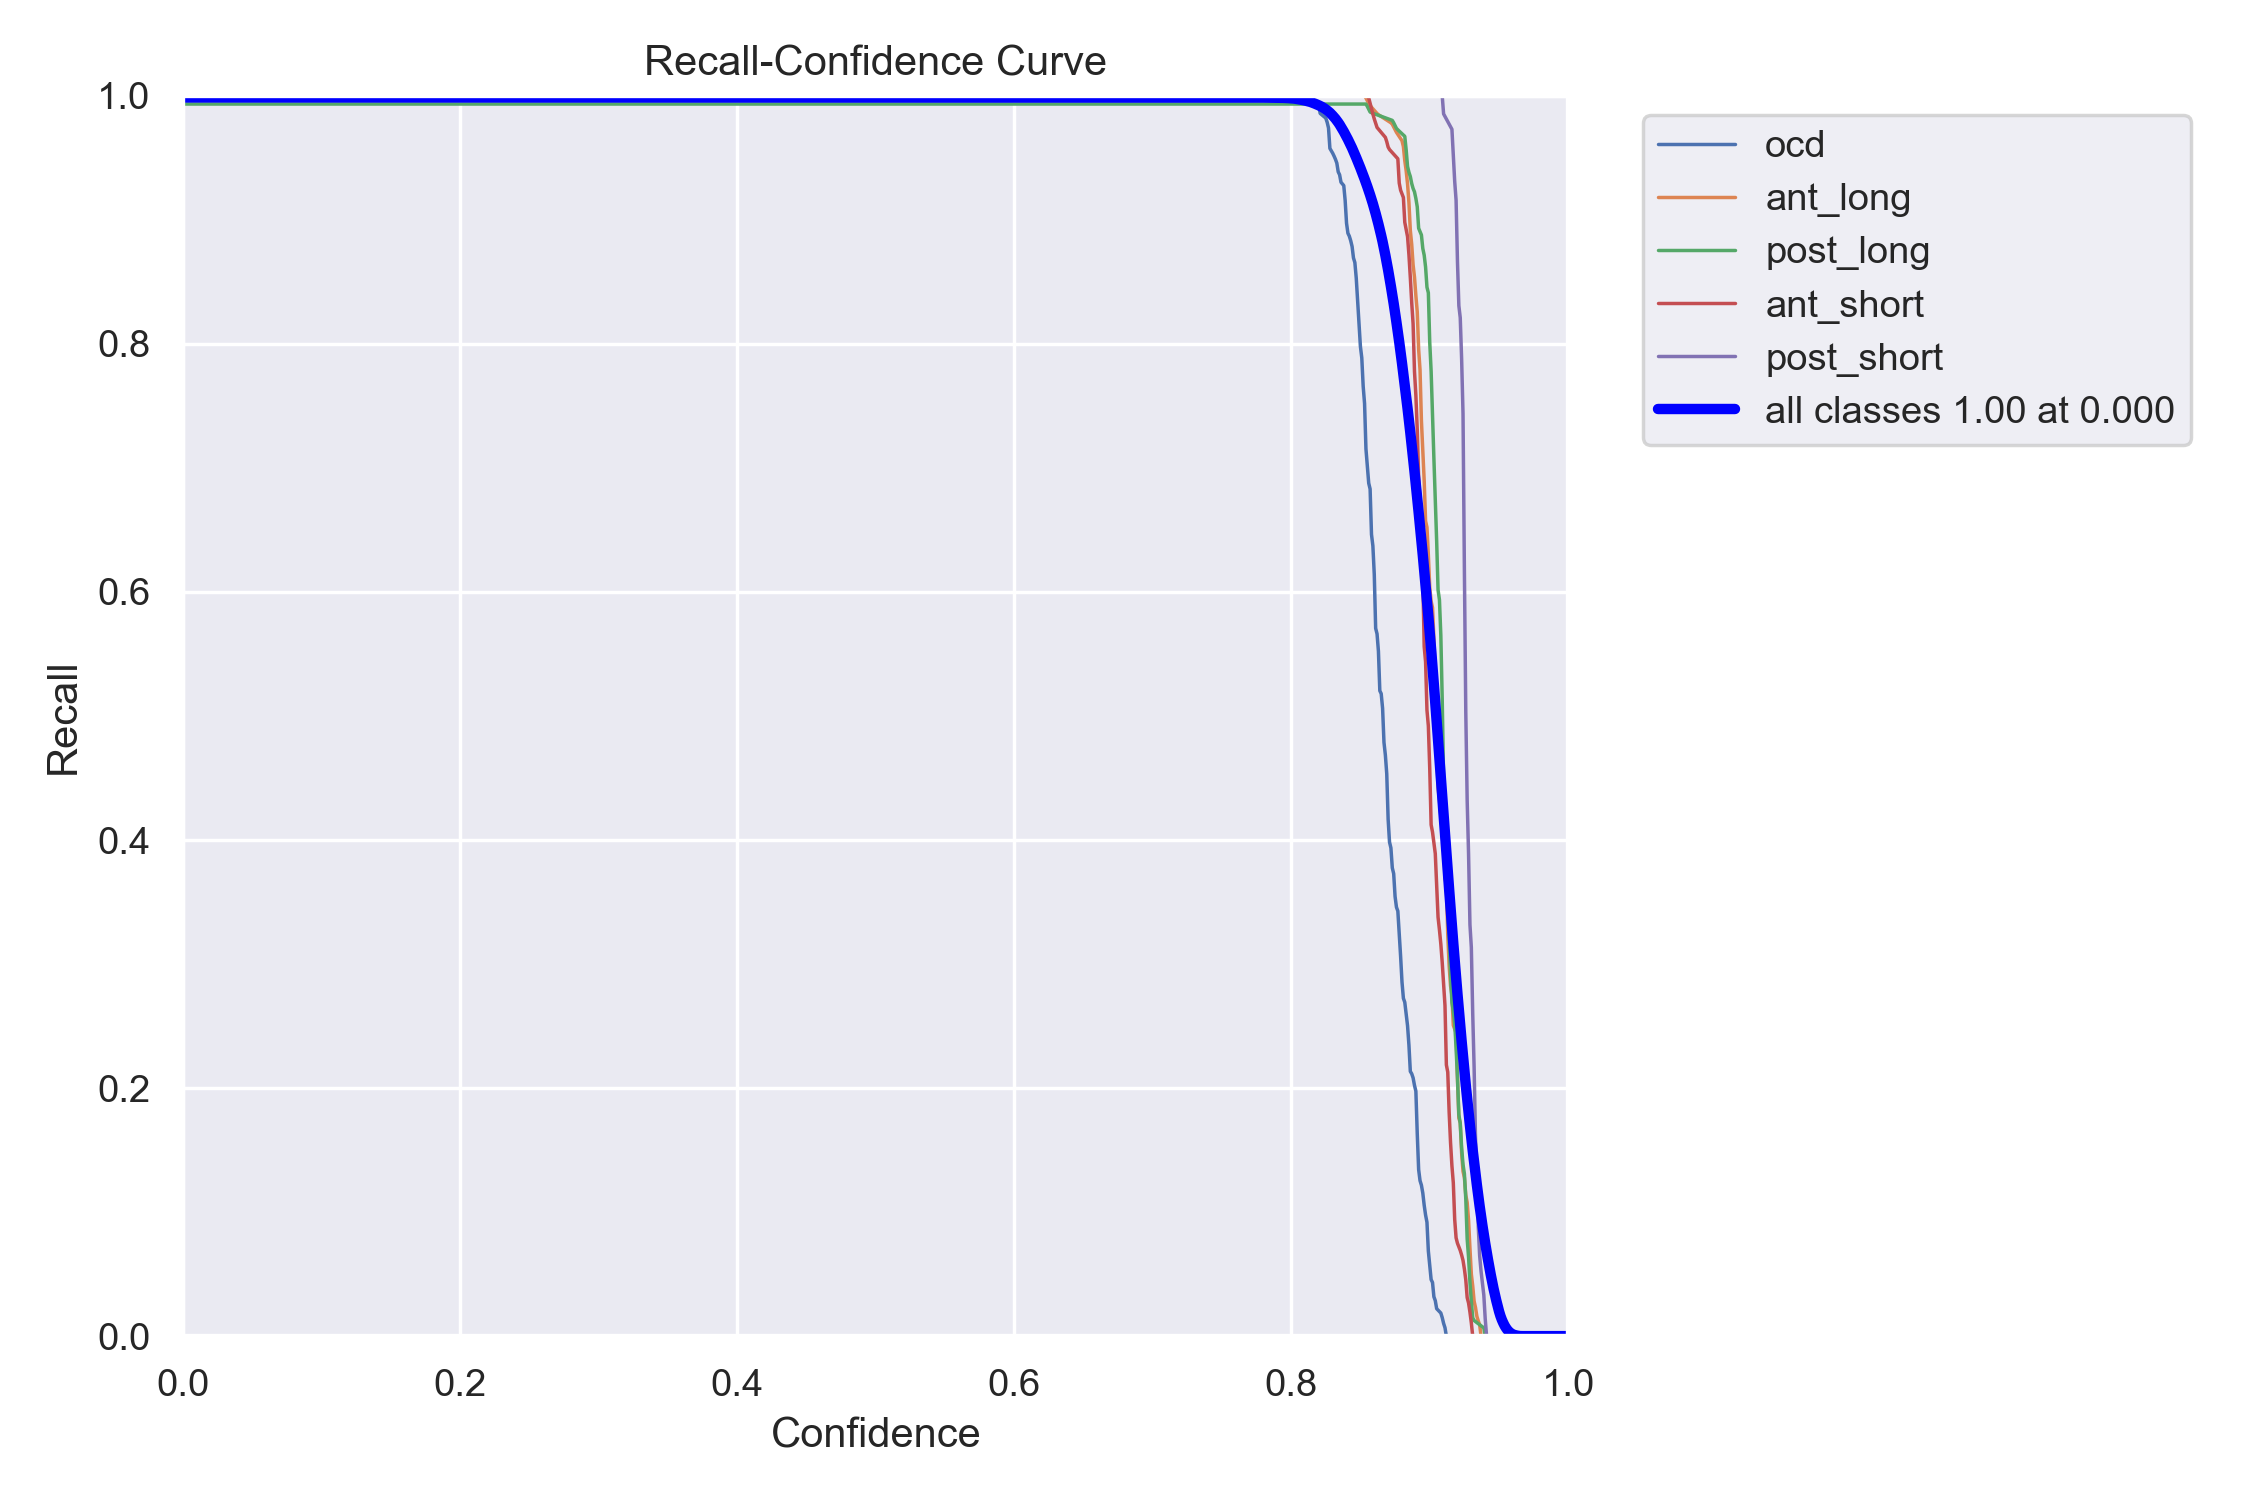 Recall-Confidence Curve
1.0
0.8
0.6
0.4
0.2
0.0
Recall
0.0 0.2 0.4 0.6 0.8 1.0
Confidence
ocd
ant_long
post_long
ant_short
post_short
all classes 1.00 at 0.000